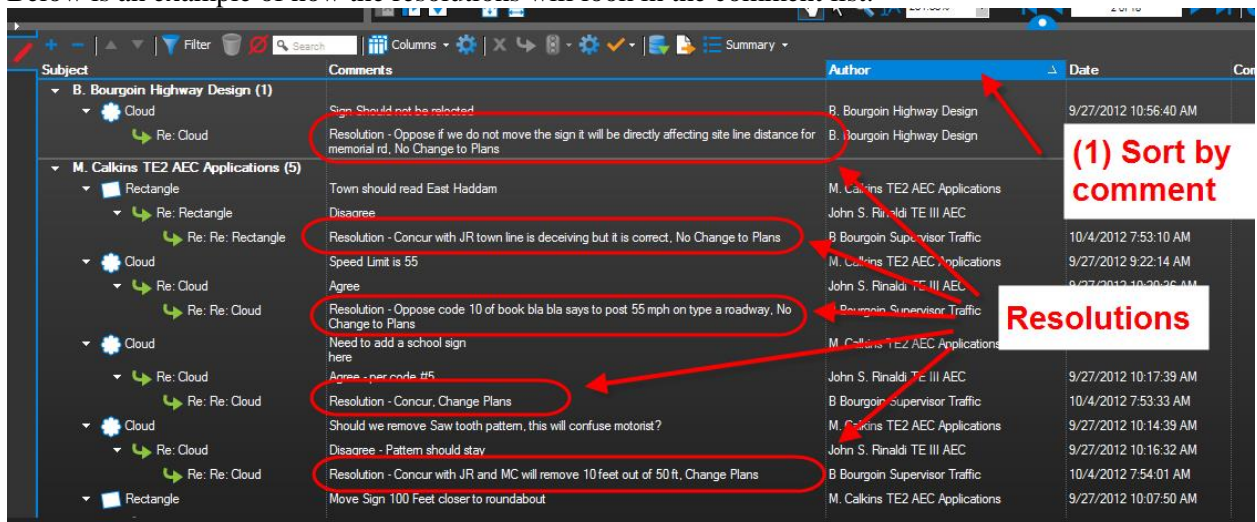 Below is an example of how the resolutions will look in the comment list.
Filter Search Columns Summary
Subject Comments Author Date
B. Bourgoin Highway Design (1)
Cloud Sign Should not be relocted B. Bourgoin Highway Design 9/27/2012 10:56:40 AM
Re: Cloud Resolution - Oppose if we do not move the sign it will be directly affecting site line distance for B. Bourgoin Highway Design
memorial rd, No Change to Plans
(1) Sort by
comment
M. Calkins TE2 AEC Applications (5)
Rectangle Town should read East Haddam M. Calkins TE2 AEC Applications
Re: Rectangle Disagree John S. Rinaldi TE III AEC
Re: Re: Rectangle Resolution - Concur with JR town line is deceiving but it is correct, No Change to Plans B Bourgoin Supervisor Traffic 10/4/2012 7:53:10 AM
Cloud Speed Limit is 55 M. Calkins TE2 AEC Applications 9/27/2012 9:22:14 AM
Re: Cloud Agree John S. Rinaldi TE III AEC
Re: Re: Cloud Resolution - Oppose code 10 of book bla bla says to post 55 mph on type a roadway, No Bourgoin Supervisor Traffic
Change to Plans
Resolutions
Cloud Need to add a school sign M. Calkins TE2 AEC Applications
here
Re: Cloud Agree - per code #5 John S. Rinaldi TE III AEC 9/27/2012 10:17:39 AM
Re: Re: Cloud Resolution - Concur, Change Plans B Bourgoin Supervisor Traffic 10/4/2012 7:53:33 AM
Cloud Should we remove Saw tooth pattern, this will confuse motorist? M. Calkins TE2 AEC Applications 9/27/2012 10:14:39 AM
Re: Cloud Disagree - Pattern should stay John S. Rinaldi TE III AEC 9/27/2012 10:16:32 AM
Re: Re: Cloud Resolution - Concur with JR and MC will remove 10 feet out of 50 ft, Change Plans B Bourgoin Supervisor Traffic 10/4/2012 7:54:01 AM
Rectangle Move Sign 100 Feet closer to roundabout M. Calkins TE2 AEC Applications 9/27/2012 10:07:50 AM